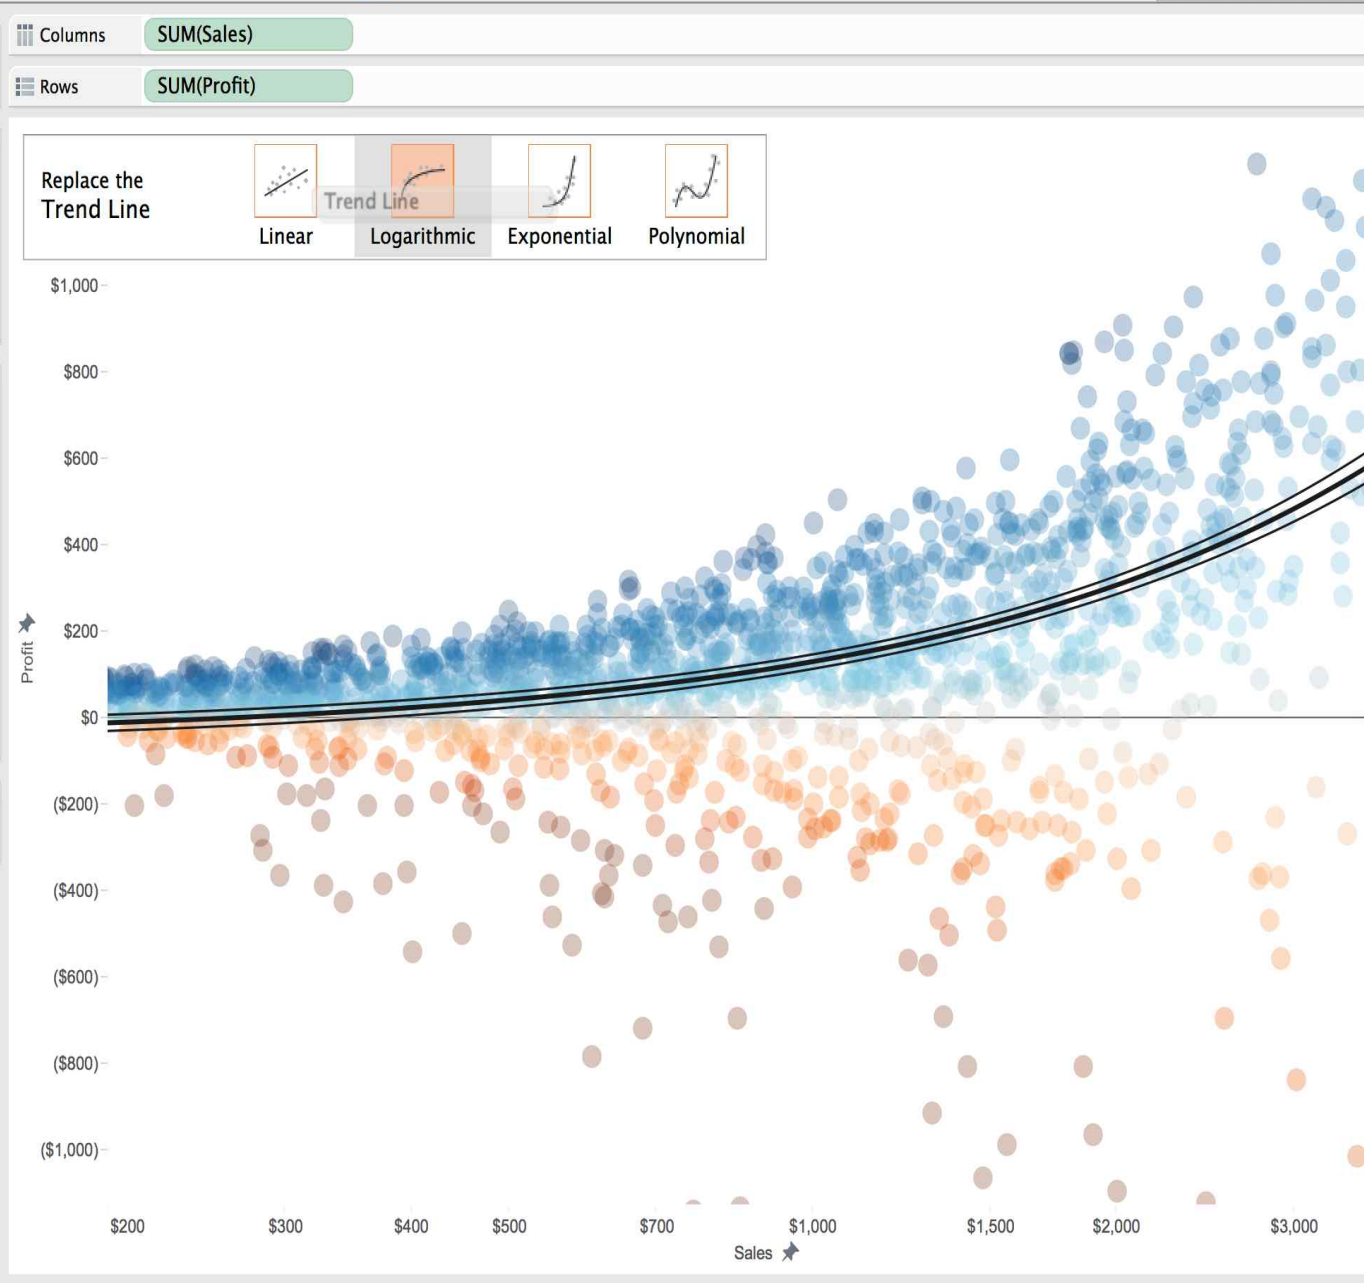 Columns SUM(Sales)
Rows SUM(Profit)
Replace the
Trend Line
Trend Line
Linear Logarithmic Exponential Polynomial
$1,000
$800
$600
$400
$200
$0
($200)
($400)
($600)
($800)
($1,000)
Profit
$200 $300 $400 $500 $700 $1,000 $1,500 $2,000 $3,000
Sales